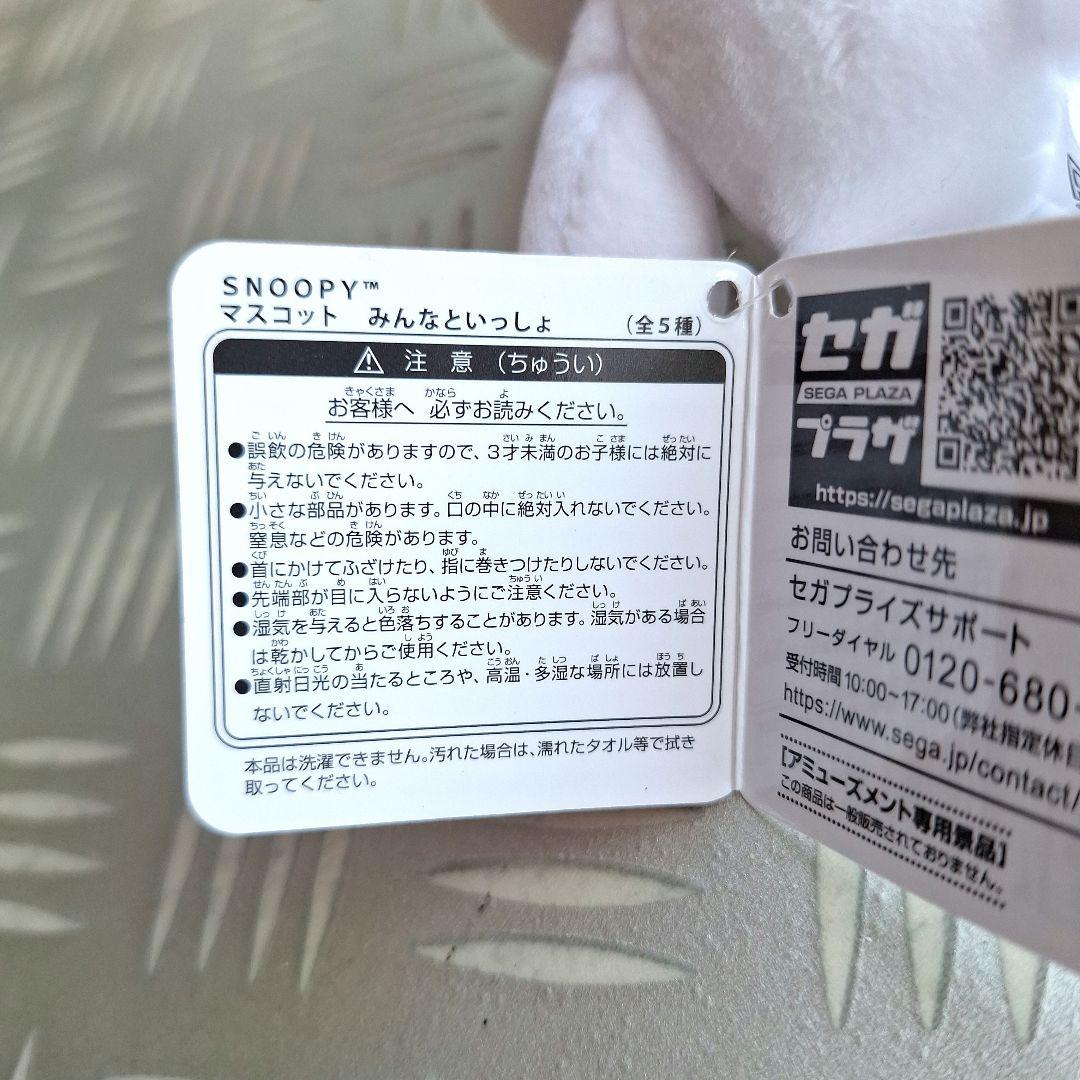 SNOOPY™
マスコット みんなといっしょ （全５種）
⚠ 注 意 （ちゅうい）
お客様へ 必ずお読みください。
●誤飲の危険がありますので、３才未満のお子様には絶対に
与えないでください。
●小さな部品があります。口の中に絶対入れないでください。
窒息などの危険があります。
●首にかけてふざけたり、指に巻きつけたりしないでください。
●先端部が目に入らないようにご注意ください。
●湿気を与えると色落ちすることがあります。湿気がある場合
は乾かしてからご使用ください。
●直射日光の当たるところや、高温・多湿な場所には放置し
ないでください。
本品は洗濯できません。汚れた場合は、濡れたタオル等で拭き
取ってください。
セガ
SEGA PLAZA
プラザ
https://segaplaza.jp
お問い合わせ先
セガプライズサポート
フリーダイヤル 0120-680-
受付時間 10:00~17:00（弊社指定休日
https://www.sega.jp/contact/
【アミューズメント専用景品】
この商品は一般販売されておりません。